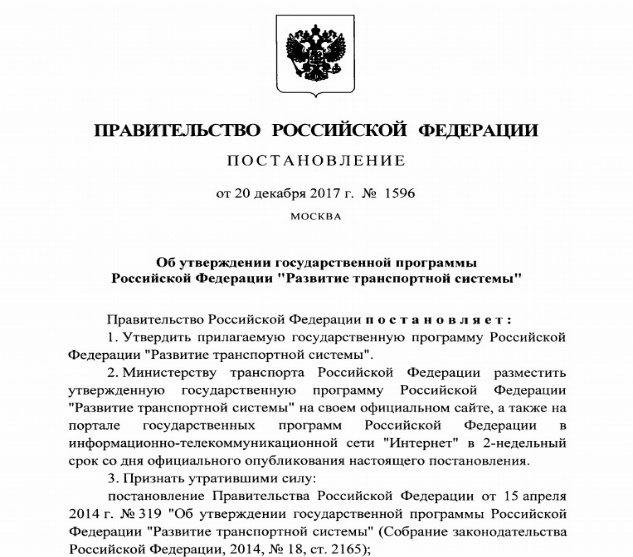 ПРАВИТЕЛЬСТВО РОССИЙСКОЙ ФЕДЕРАЦИИ
ПОСТАНОВЛЕНИЕ
от 20 декабря 2017 г. № 1596
МОСКВА
Об утверждении государственной программы
Российской Федерации "Развитие транспортной системы"
Правительство Российской Федерации постановляет:
1. Утвердить прилагаемую государственную программу Российской
Федерации "Развитие транспортной системы".
2. Министерству транспорта Российской Федерации разместить
утвержденную государственную программу Российской Федерации
"Развитие транспортной системы" на своем официальном сайте, а также на
портале государственных программ Российской Федерации в
информационно-телекоммуникационной сети "Интернет" в 2-недельный
срок со дня официального опубликования настоящего постановления.
3. Признать утратившими силу:
постановление Правительства Российской Федерации от 15 апреля
2014 г. № 319 "Об утверждении государственной программы Российской
Федерации "Развитие транспортной системы" (Собрание законодательства
Российской Федерации, 2014, № 18, ст. 2165);